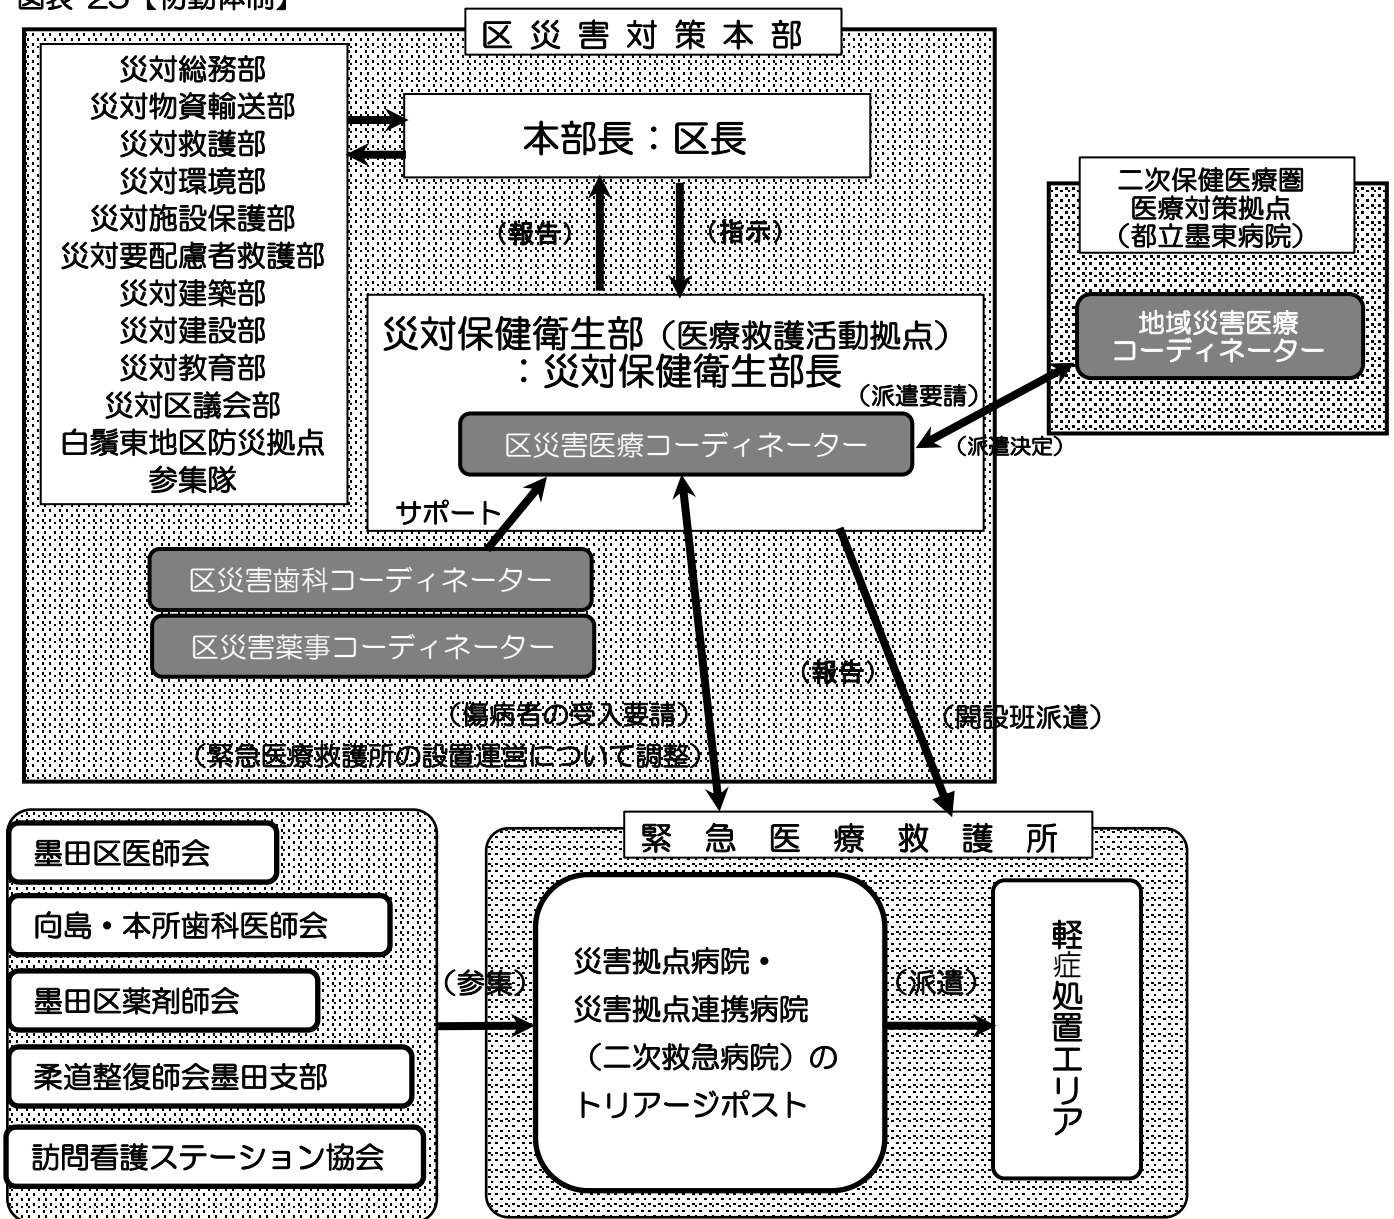 図表 23【初動体制】
区災害対策本部
災対総務部
災対物資輸送部
災対救護部
災対環境部
災対施設保護部
災対要配慮者救護部
災対建築部
災対建設部
災対教育部
災対区議会部
白鬚東地区防災拠点
参集隊
本部長：区長
（報告）
（指示）
災対保健衛生部（医療救護活動拠点）
：災対保健衛生部長
（派遣要請）
区災害医療コーディネーター
（派遣決定）
サポート
二次保健医療圏
医療対策拠点
（都立墨東病院）
地域災害医療
コーディネーター
区災害歯科コーディネーター
区災害薬事コーディネーター
（報告）
（傷病者の受入要請）
（開設班派遣）
（緊急医療救護所の設置運営について調整）
墨田区医師会
向島・本所歯科医師会
墨田区薬剤師会
柔道整復師会墨田支部
訪問看護ステーション協会
（参集）
緊急医療救護所
災害拠点病院・
災害拠点連携病院
（二次救急病院）の
トリアージポスト
（派遣）
軽症処置エリア